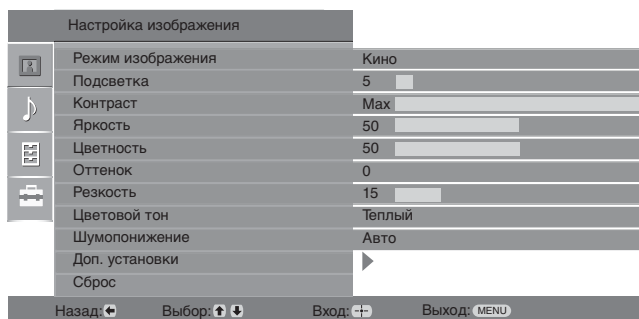 Настройка изображения
Режим изображения Кино
Подсветка 5
Контраст Max
Яркость 50
Цветность 50
Оттенок 0
Резкость 15
Цветовой тон Теплый
Шумопонижение Авто
Доп. установки
Сброс
Назад: Выбор: Вход: Выход: MENU